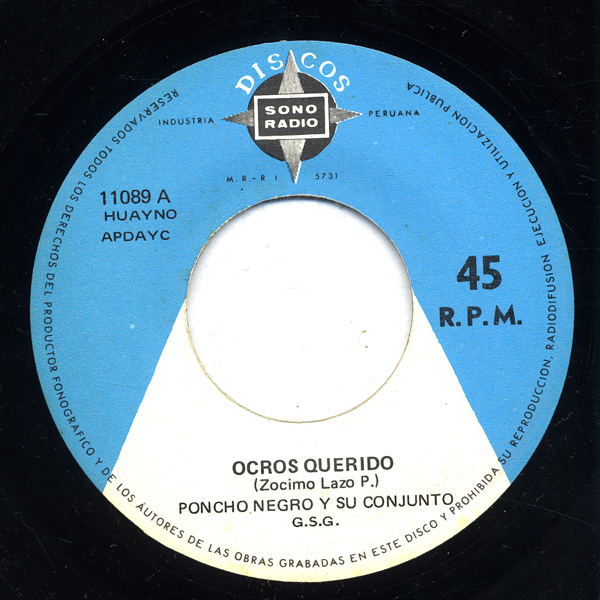 DISCOS
SONO
RADIO
INDUSTRIA PERUANA
M. R. - R. I 5731
11089 A
HUAYNO
APDAYC
45
R.P.M.
OCROS QUERIDO
(Zocimo Lazo P.)
PONCHO NEGRO Y SU CONJUNTO
G.S.G.
RESERVADOS TODOS LOS DERECHOS DEL PRODUCTOR FONOGRAFICO Y DE LOS AUTORES DE LAS OBRAS GRABADAS EN ESTE DISCO Y PROHIBIDA SU REPRODUCCION, RADIODIFUSION EJECUCION Y UTILIZACION PUBLICA